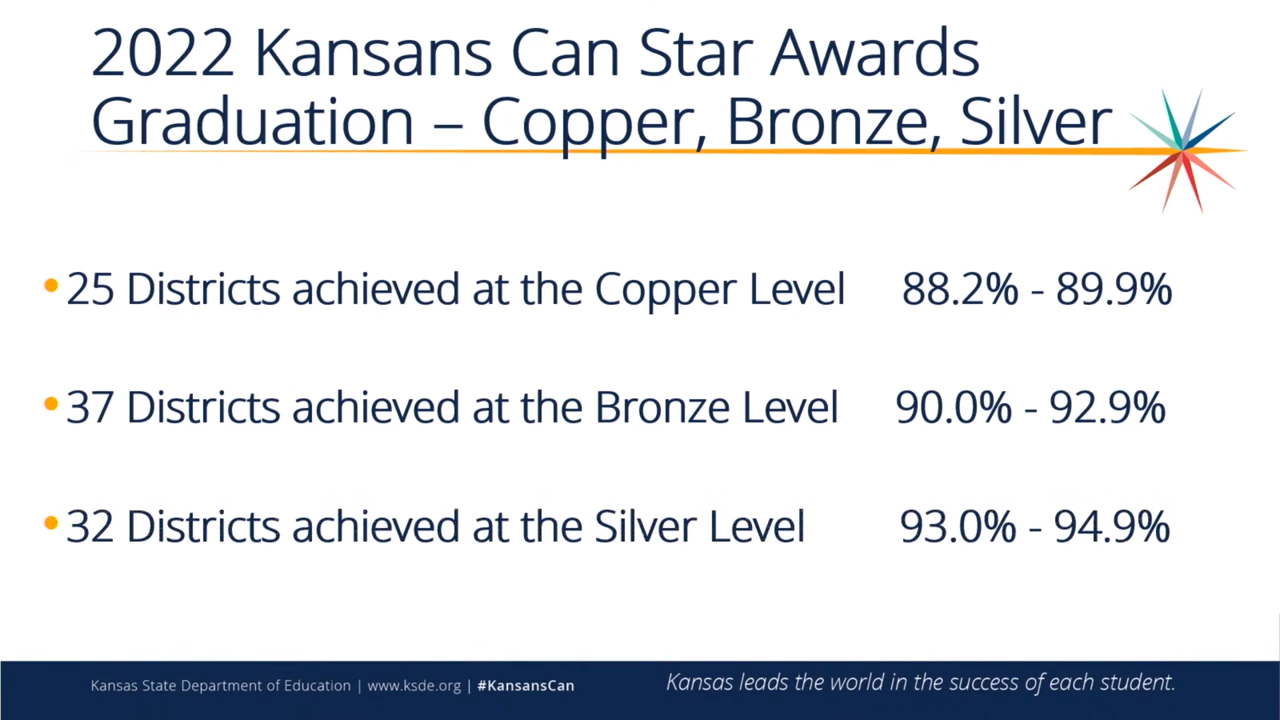 2022 Kansans Can Star Awards
Graduation – Copper, Bronze, Silver
• 25 Districts achieved at the Copper Level 88.2% - 89.9%
• 37 Districts achieved at the Bronze Level 90.0% - 92.9%
• 32 Districts achieved at the Silver Level 93.0% - 94.9%
Kansas State Department of Education | www.ksde.org | #KansansCan Kansas leads the world in the success of each student.